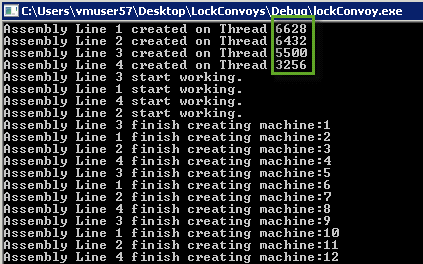 C:\Users\vmuser57\Desktop\LockConvoys\Debug\lockConvoy.exe
Assembly Line 1 created on Thread 6628
Assembly Line 2 created on Thread 6432
Assembly Line 3 created on Thread 5500
Assembly Line 4 created on Thread 3256
Assembly Line 3 start working.
Assembly Line 1 start working.
Assembly Line 4 start working.
Assembly Line 2 start working.
Assembly Line 3 finish creating machine:1
Assembly Line 1 finish creating machine:2
Assembly Line 2 finish creating machine:3
Assembly Line 4 finish creating machine:4
Assembly Line 3 finish creating machine:5
Assembly Line 1 finish creating machine:6
Assembly Line 2 finish creating machine:7
Assembly Line 4 finish creating machine:8
Assembly Line 3 finish creating machine:9
Assembly Line 1 finish creating machine:10
Assembly Line 2 finish creating machine:11
Assembly Line 4 finish creating machine:12